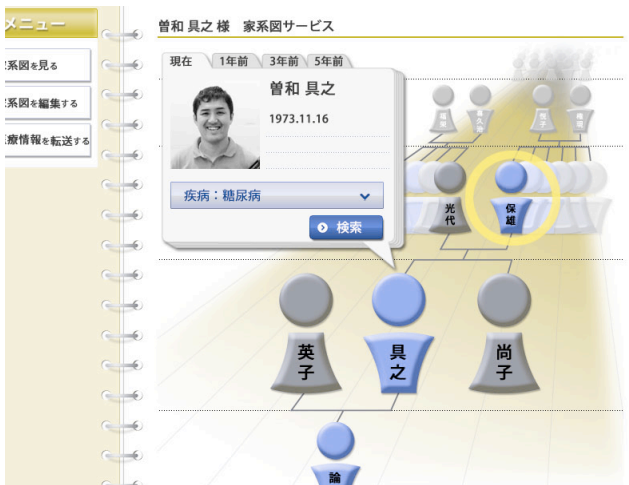 メニュー
系図を見る
系図を編集する
療情報を転送する
曽和 具之 様 家系図サービス
現在 1年前 3年前 5年前
曽和 具之
1973.11.16
疾病：糖尿病
検索
光代
保雄
英子
具之
尚子
論